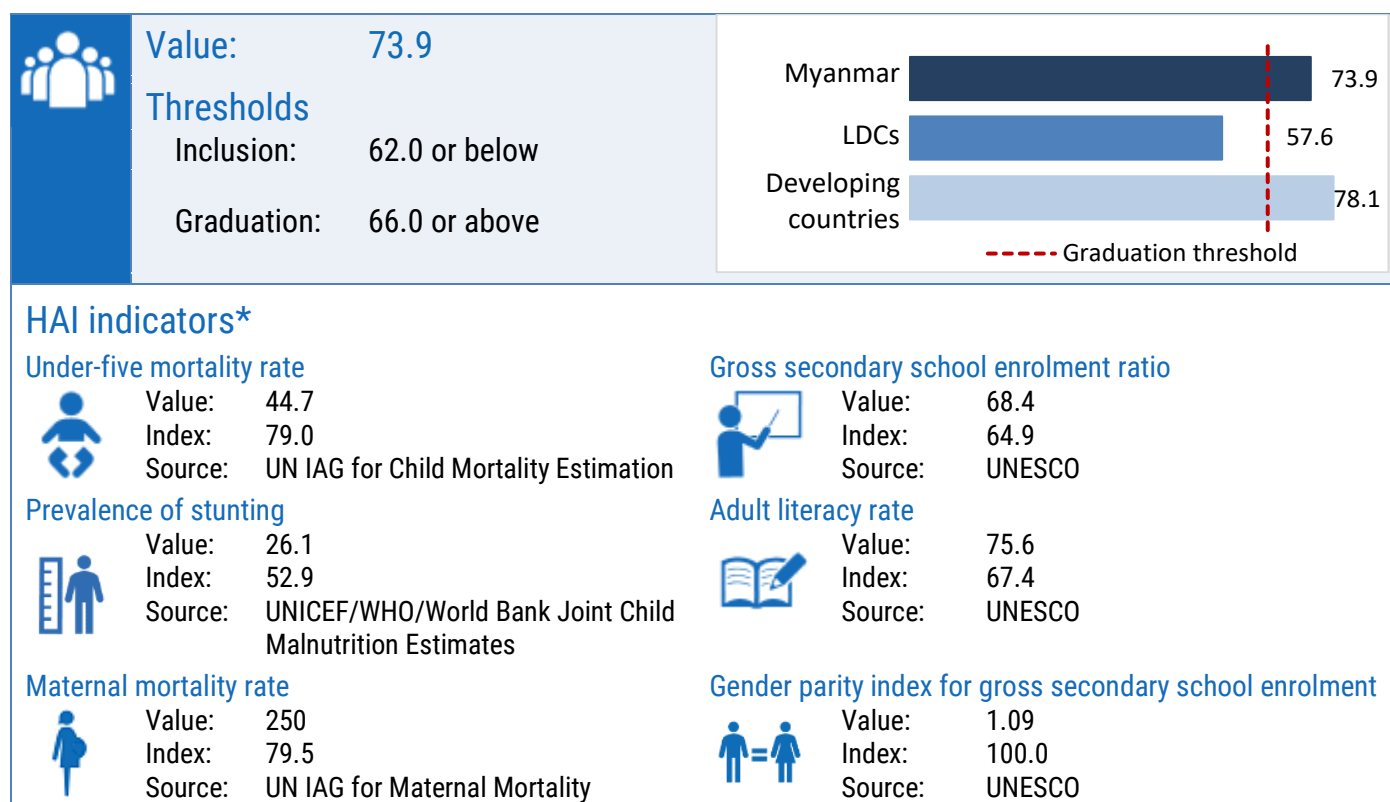 Value: 73.9
Thresholds
Inclusion: 62.0 or below
Graduation: 66.0 or above
Myanmar 73.9
LDCs 57.6
Developing
countries 78.1
Graduation threshold
HAI indicators*
Under-five mortality rate
Value: 44.7
Index: 79.0
Source: UN IAG for Child Mortality Estimation
Prevalence of stunting
Value: 26.1
Index: 52.9
Source: UNICEF/WHO/World Bank Joint Child
Malnutrition Estimates
Maternal mortality rate
Value: 250
Index: 79.5
Source: UN IAG for Maternal Mortality
Gross secondary school enrolment ratio
Value: 68.4
Index: 64.9
Source: UNESCO
Adult literacy rate
Value: 75.6
Index: 67.4
Source: UNESCO
Gender parity index for gross secondary school enrolment
Value: 1.09
Index: 100.0
Source: UNESCO